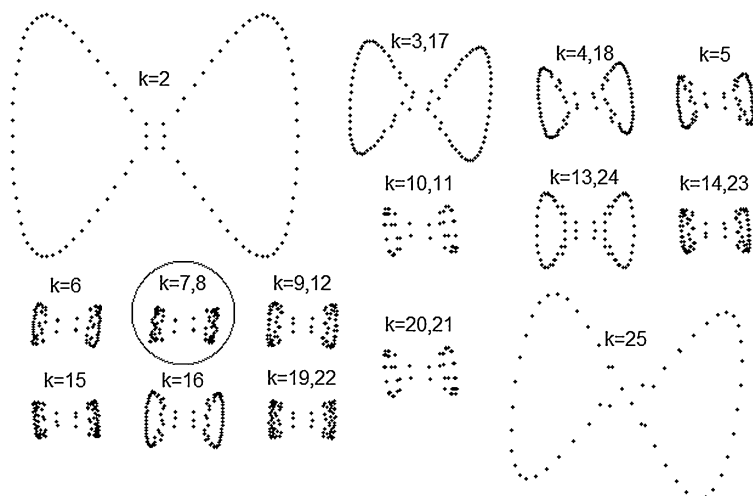 k=2
k=3,17
k=4,18
k=5
k=10,11
k=13,24
k=14,23
k=6
k=7,8
k=9,12
k=20,21
k=25
k=15
k=16
k=19,22